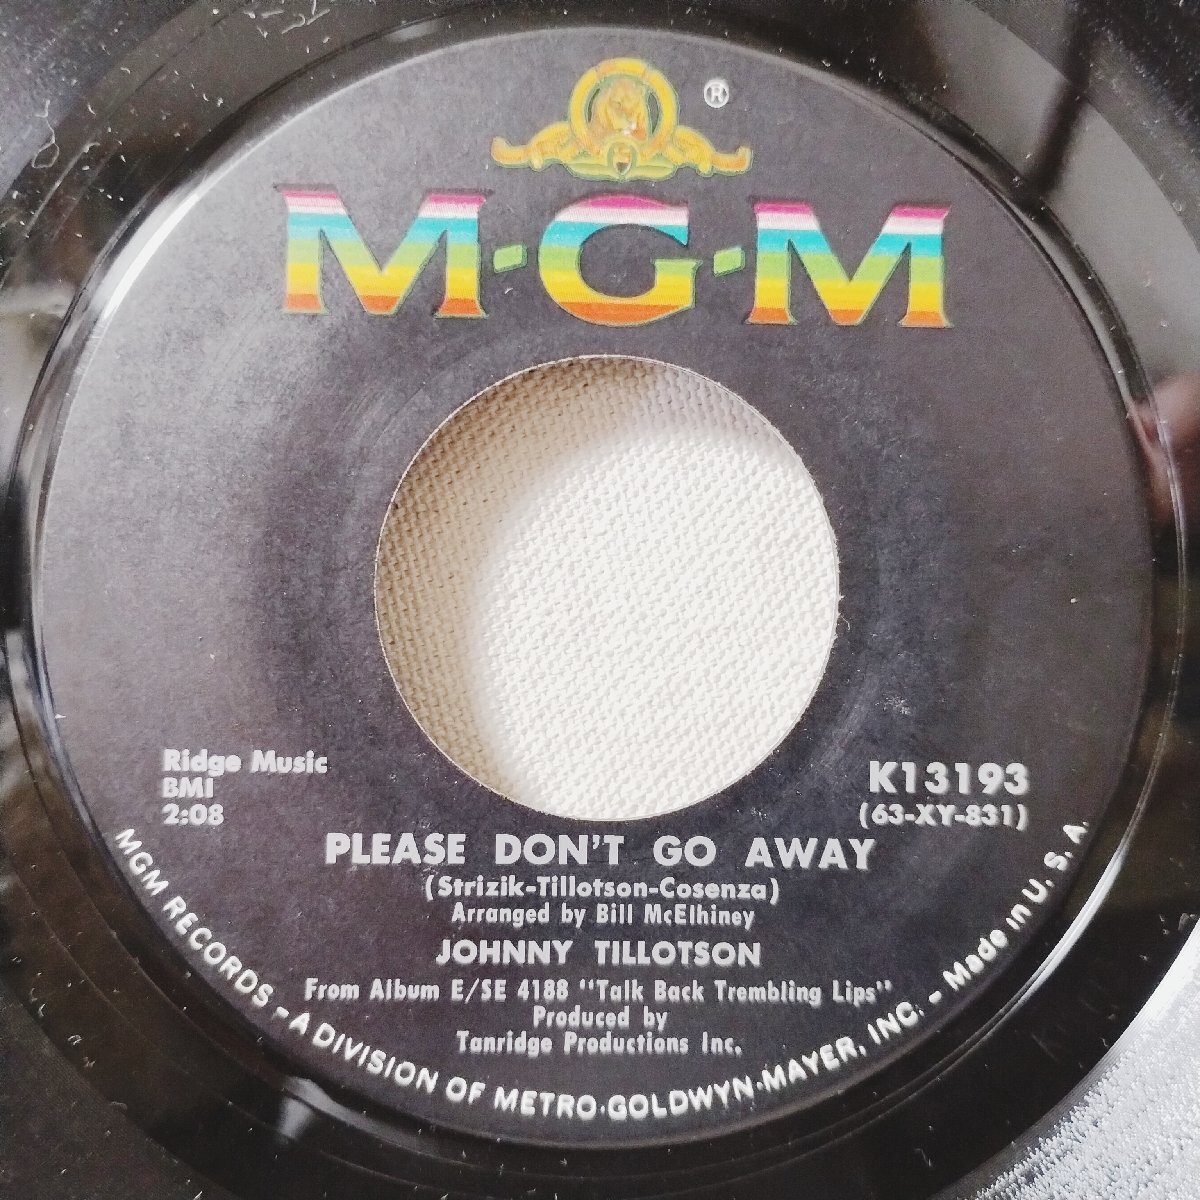 ®
M·G·M
Ridge Music
BMI
2:08
K13193
(63-XY-831)
PLEASE DON'T GO AWAY
(Strizik-Tillotson-Cosenza)
Arranged by Bill McElhiney
JOHNNY TILLOTSON
From Album E/SE 4188 "Talk Back Trembling Lips"
Produced by
Tanridge Productions Inc.
MGM RECORDS - A DIVISION OF METRO·GOLDWYN·MAYER, INC. - Made in U. S. A.